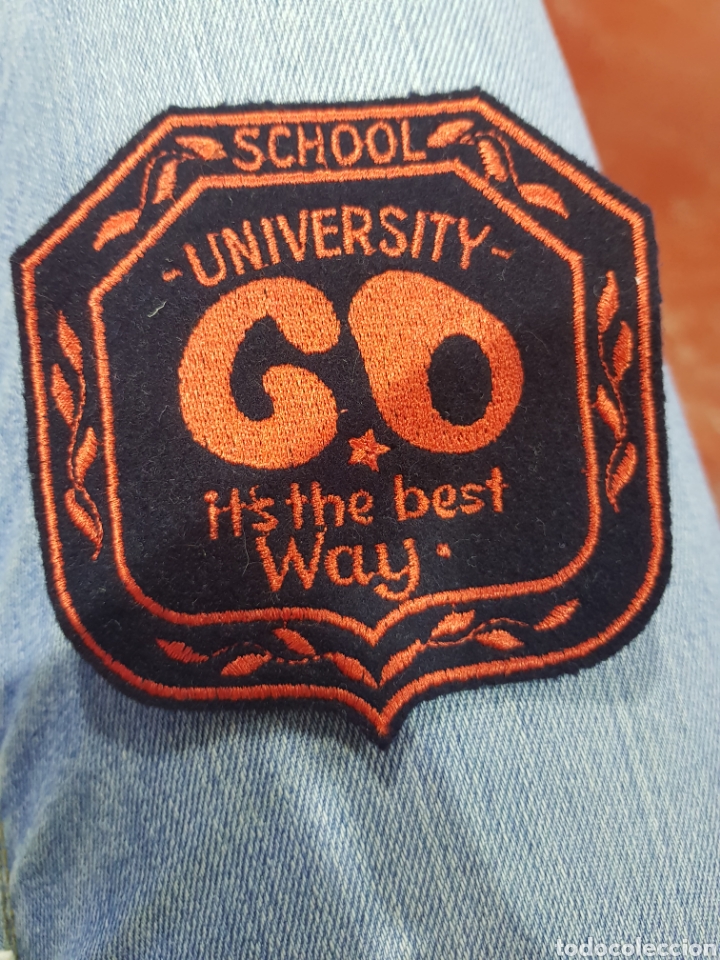 SCHOOL
-UNIVERSITY-
GO
it's the best
Way.
todocoleccion